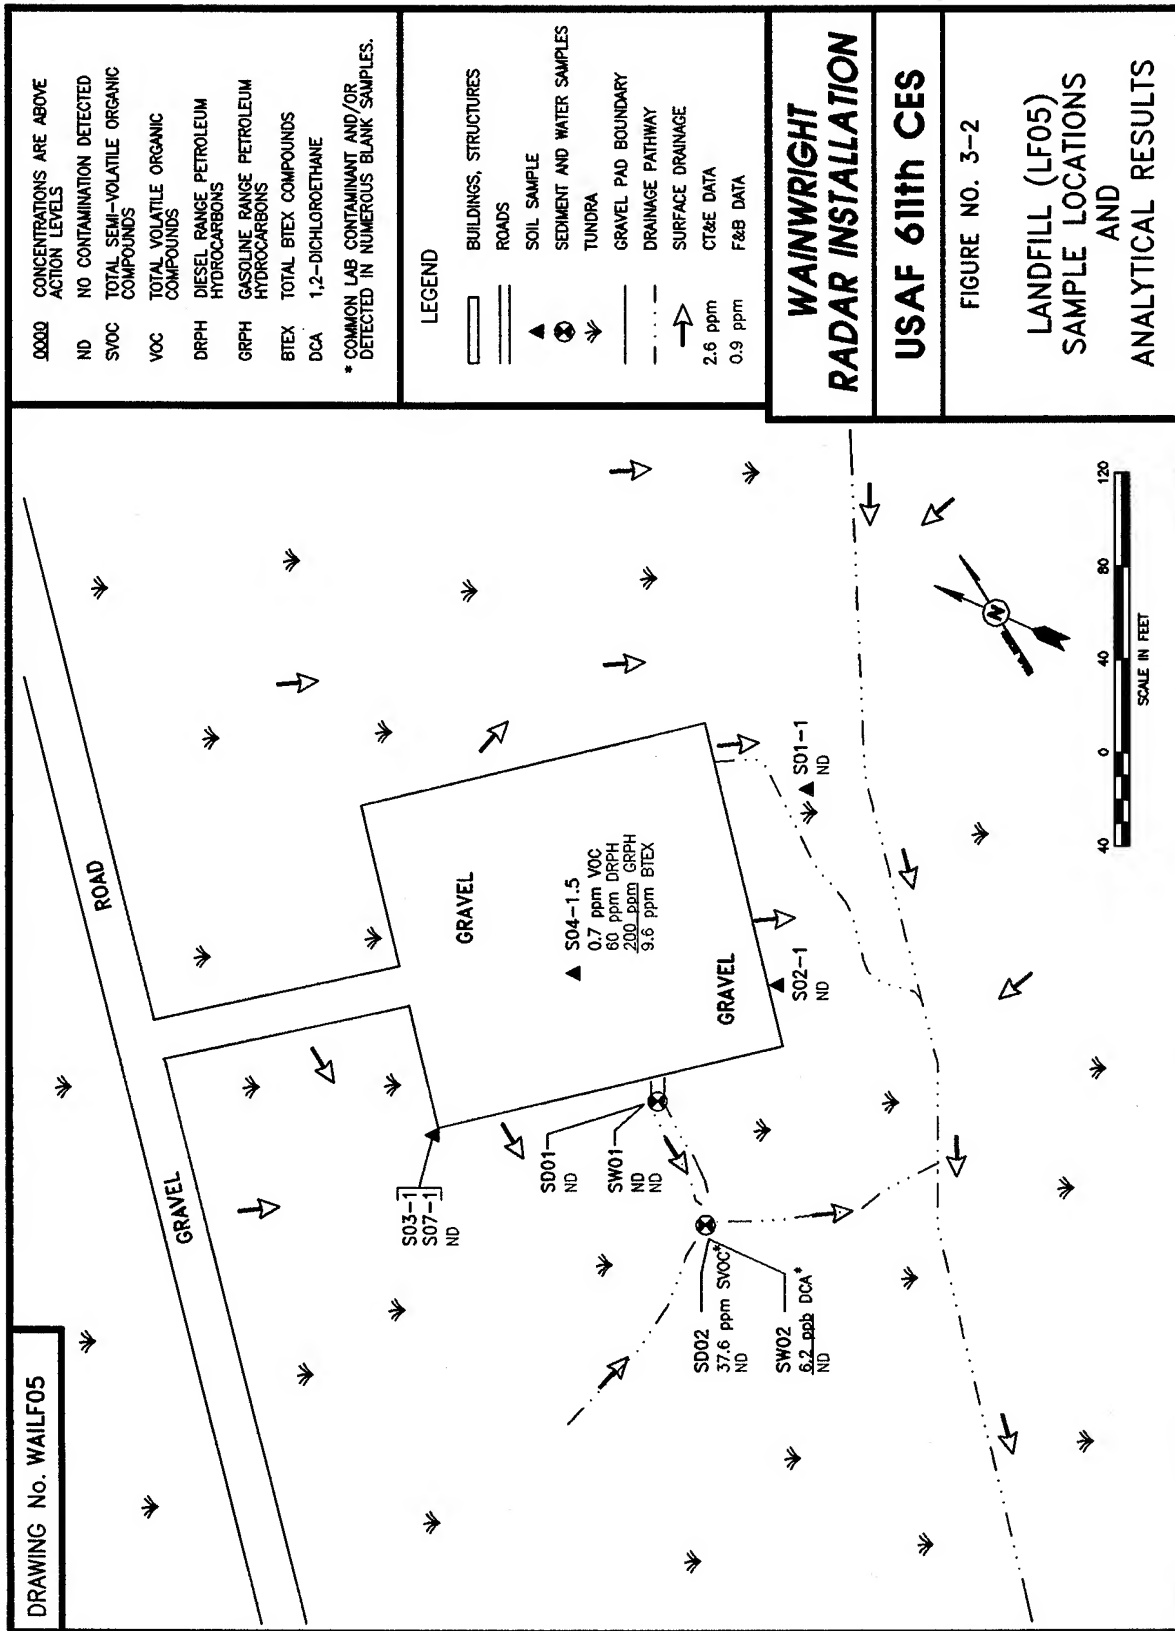 DRAWING No. WAILF05
ROAD
GRAVEL
GRAVEL
GRAVEL
S03-1
S07-1
ND
S04-1.5
0.7 ppm VOC
60 ppm DRPH
200 ppm GRPH
9.6 ppm BTEX
SD01
ND
SW01
ND
ND
S02-1
ND
S01-1
ND
SD02
37.6 ppm SVOC*
ND
SW02
6.2 ppb DCA*
ND
N
40 0 40 80 120
SCALE IN FEET
0000 CONCENTRATIONS ARE ABOVE
ACTION LEVELS
ND NO CONTAMINATION DETECTED
SVOC TOTAL SEMI-VOLATILE ORGANIC
COMPOUNDS
VOC TOTAL VOLATILE ORGANIC
COMPOUNDS
DRPH DIESEL RANGE PETROLEUM
HYDROCARBONS
GRPH GASOLINE RANGE PETROLEUM
HYDROCARBONS
BTEX TOTAL BTEX COMPOUNDS
DCA 1,2-DICHLOROETHANE
* COMMON LAB CONTAMINANT AND/OR
DETECTED IN NUMEROUS BLANK SAMPLES.
LEGEND
BUILDINGS, STRUCTURES
ROADS
SOIL SAMPLE
SEDIMENT AND WATER SAMPLES
TUNDRA
GRAVEL PAD BOUNDARY
DRAINAGE PATHWAY
SURFACE DRAINAGE
2.6 ppm CT&E DATA
0.9 ppm F&B DATA
WAINWRIGHT
RADAR INSTALLATION
USAF 611th CES
FIGURE NO. 3-2
LANDFILL (LF05)
SAMPLE LOCATIONS
AND
ANALYTICAL RESULTS